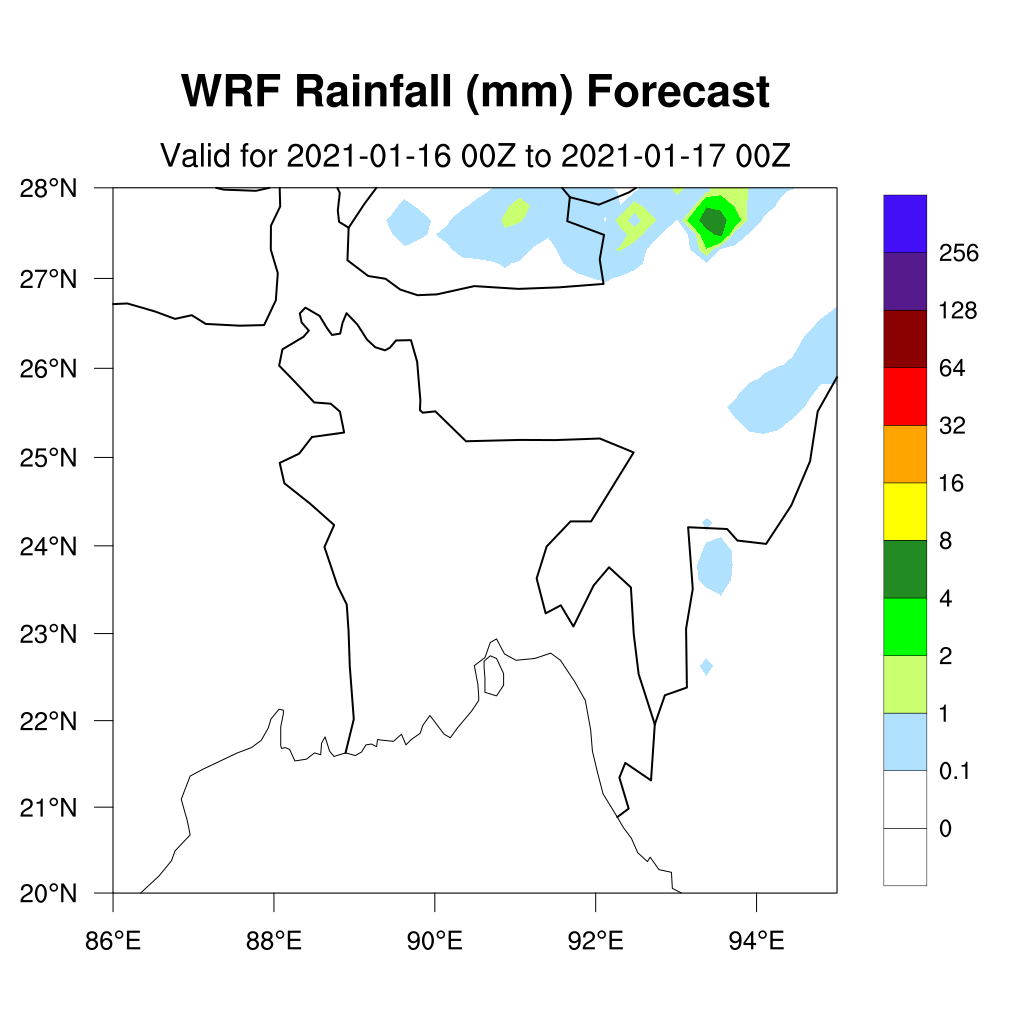 WRF Rainfall (mm) Forecast
Valid for 2021-01-16 00Z to 2021-01-17 00Z
28°N
27°N
26°N
25°N
24°N
23°N
22°N
21°N
20°N
86°E
88°E
90°E
92°E
94°E
256
128
64
32
16
8
4
2
1
0.1
0